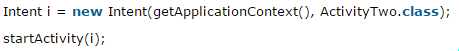 Intent i = new Intent(getApplicationContext(), ActivityTwo.class);
startActivity(i);